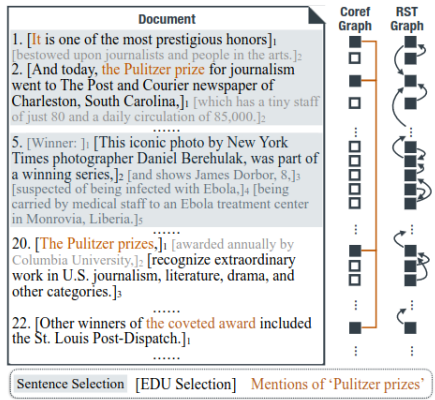 Document
Coref Graph
RST Graph
1. [It is one of the most prestigious honors]₁
[bestowed upon journalists and people in the arts.]₂
2. [And today, the Pulitzer prize for journalism
went to The Post and Courier newspaper of
Charleston, South Carolina,]₁ [which has a tiny staff
of just 80 and a daily circulation of 85,000.]₂
......
5. [Winner: ]₁ [This iconic photo by New York
Times photographer Daniel Berehulak, was part of
a winning series,]₂ [and shows James Dorbor, 8,]₃
[suspected of being infected with Ebola,]₄ [being
carried by medical staff to an Ebola treatment center
in Monrovia, Liberia.]₅
......
20. [The Pulitzer prizes,]₁ [awarded annually by
Columbia University,]₂ [recognize extraordinary
work in U.S. journalism, literature, drama, and
other categories.]₃
......
22. [Other winners of the coveted award included
the St. Louis Post-Dispatch.]₁
......
Sentence Selection [EDU Selection] Mentions of 'Pulitzer prizes'